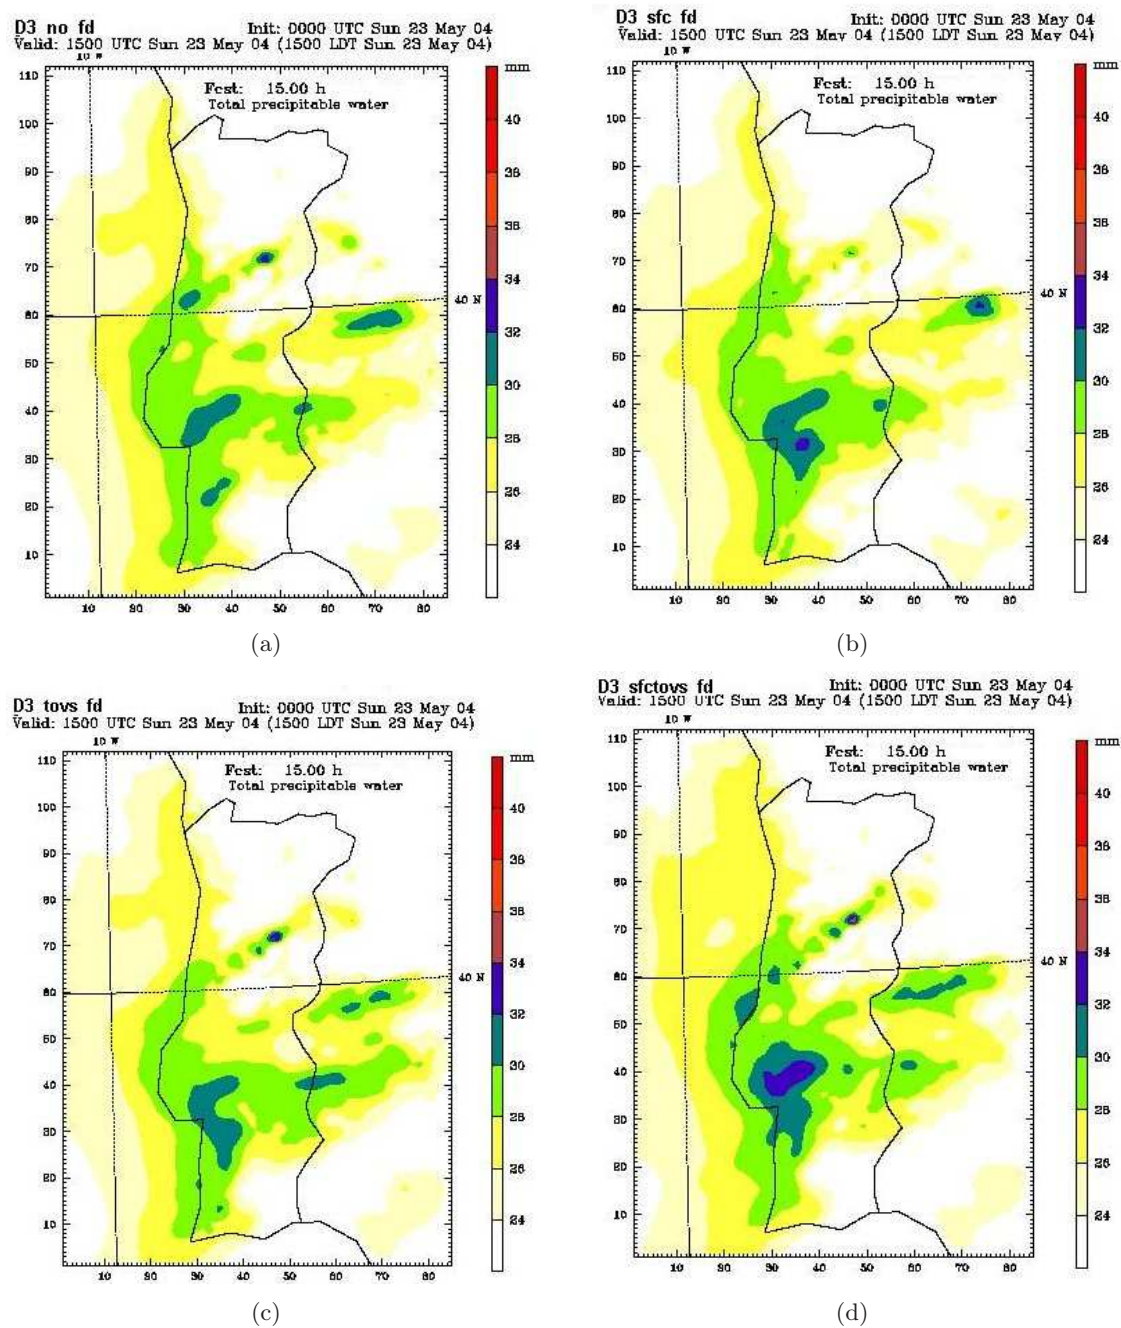 D3 no fd
Init: 0000 UTC Sun 23 May 04
Valid: 1500 UTC Sun 23 May 04 (1500 LDT Sun 23 May 04)
10 W
Fcst: 15.00 h
Total precipitable water
mm
40
38
36
34
32
30
28
26
24
110
100
90
80
70
60
50
40
30
20
10
40 N
10 20 30 40 50 60 70 80
(a)
D3 sfc fd
Init: 0000 UTC Sun 23 May 04
Valid: 1500 UTC Sun 23 May 04 (1500 LDT Sun 23 May 04)
10 W
Fcst: 15.00 h
Total precipitable water
mm
40
38
36
34
32
30
28
26
24
110
100
90
80
70
60
50
40
30
20
10
40 N
10 20 30 40 50 60 70 80
(b)
D3 tovs fd
Init: 0000 UTC Sun 23 May 04
Valid: 1500 UTC Sun 23 May 04 (1500 LDT Sun 23 May 04)
10 W
Fcst: 15.00 h
Total precipitable water
mm
40
38
36
34
32
30
28
26
24
110
100
90
80
70
60
50
40
30
20
10
40 N
10 20 30 40 50 60 70 80
(c)
D3 sfctovs fd
Init: 0000 UTC Sun 23 May 04
Valid: 1500 UTC Sun 23 May 04 (1500 LDT Sun 23 May 04)
10 W
Fcst: 15.00 h
Total precipitable water
mm
40
38
36
34
32
30
28
26
24
110
100
90
80
70
60
50
40
30
20
10
40 N
10 20 30 40 50 60 70 80
(d)